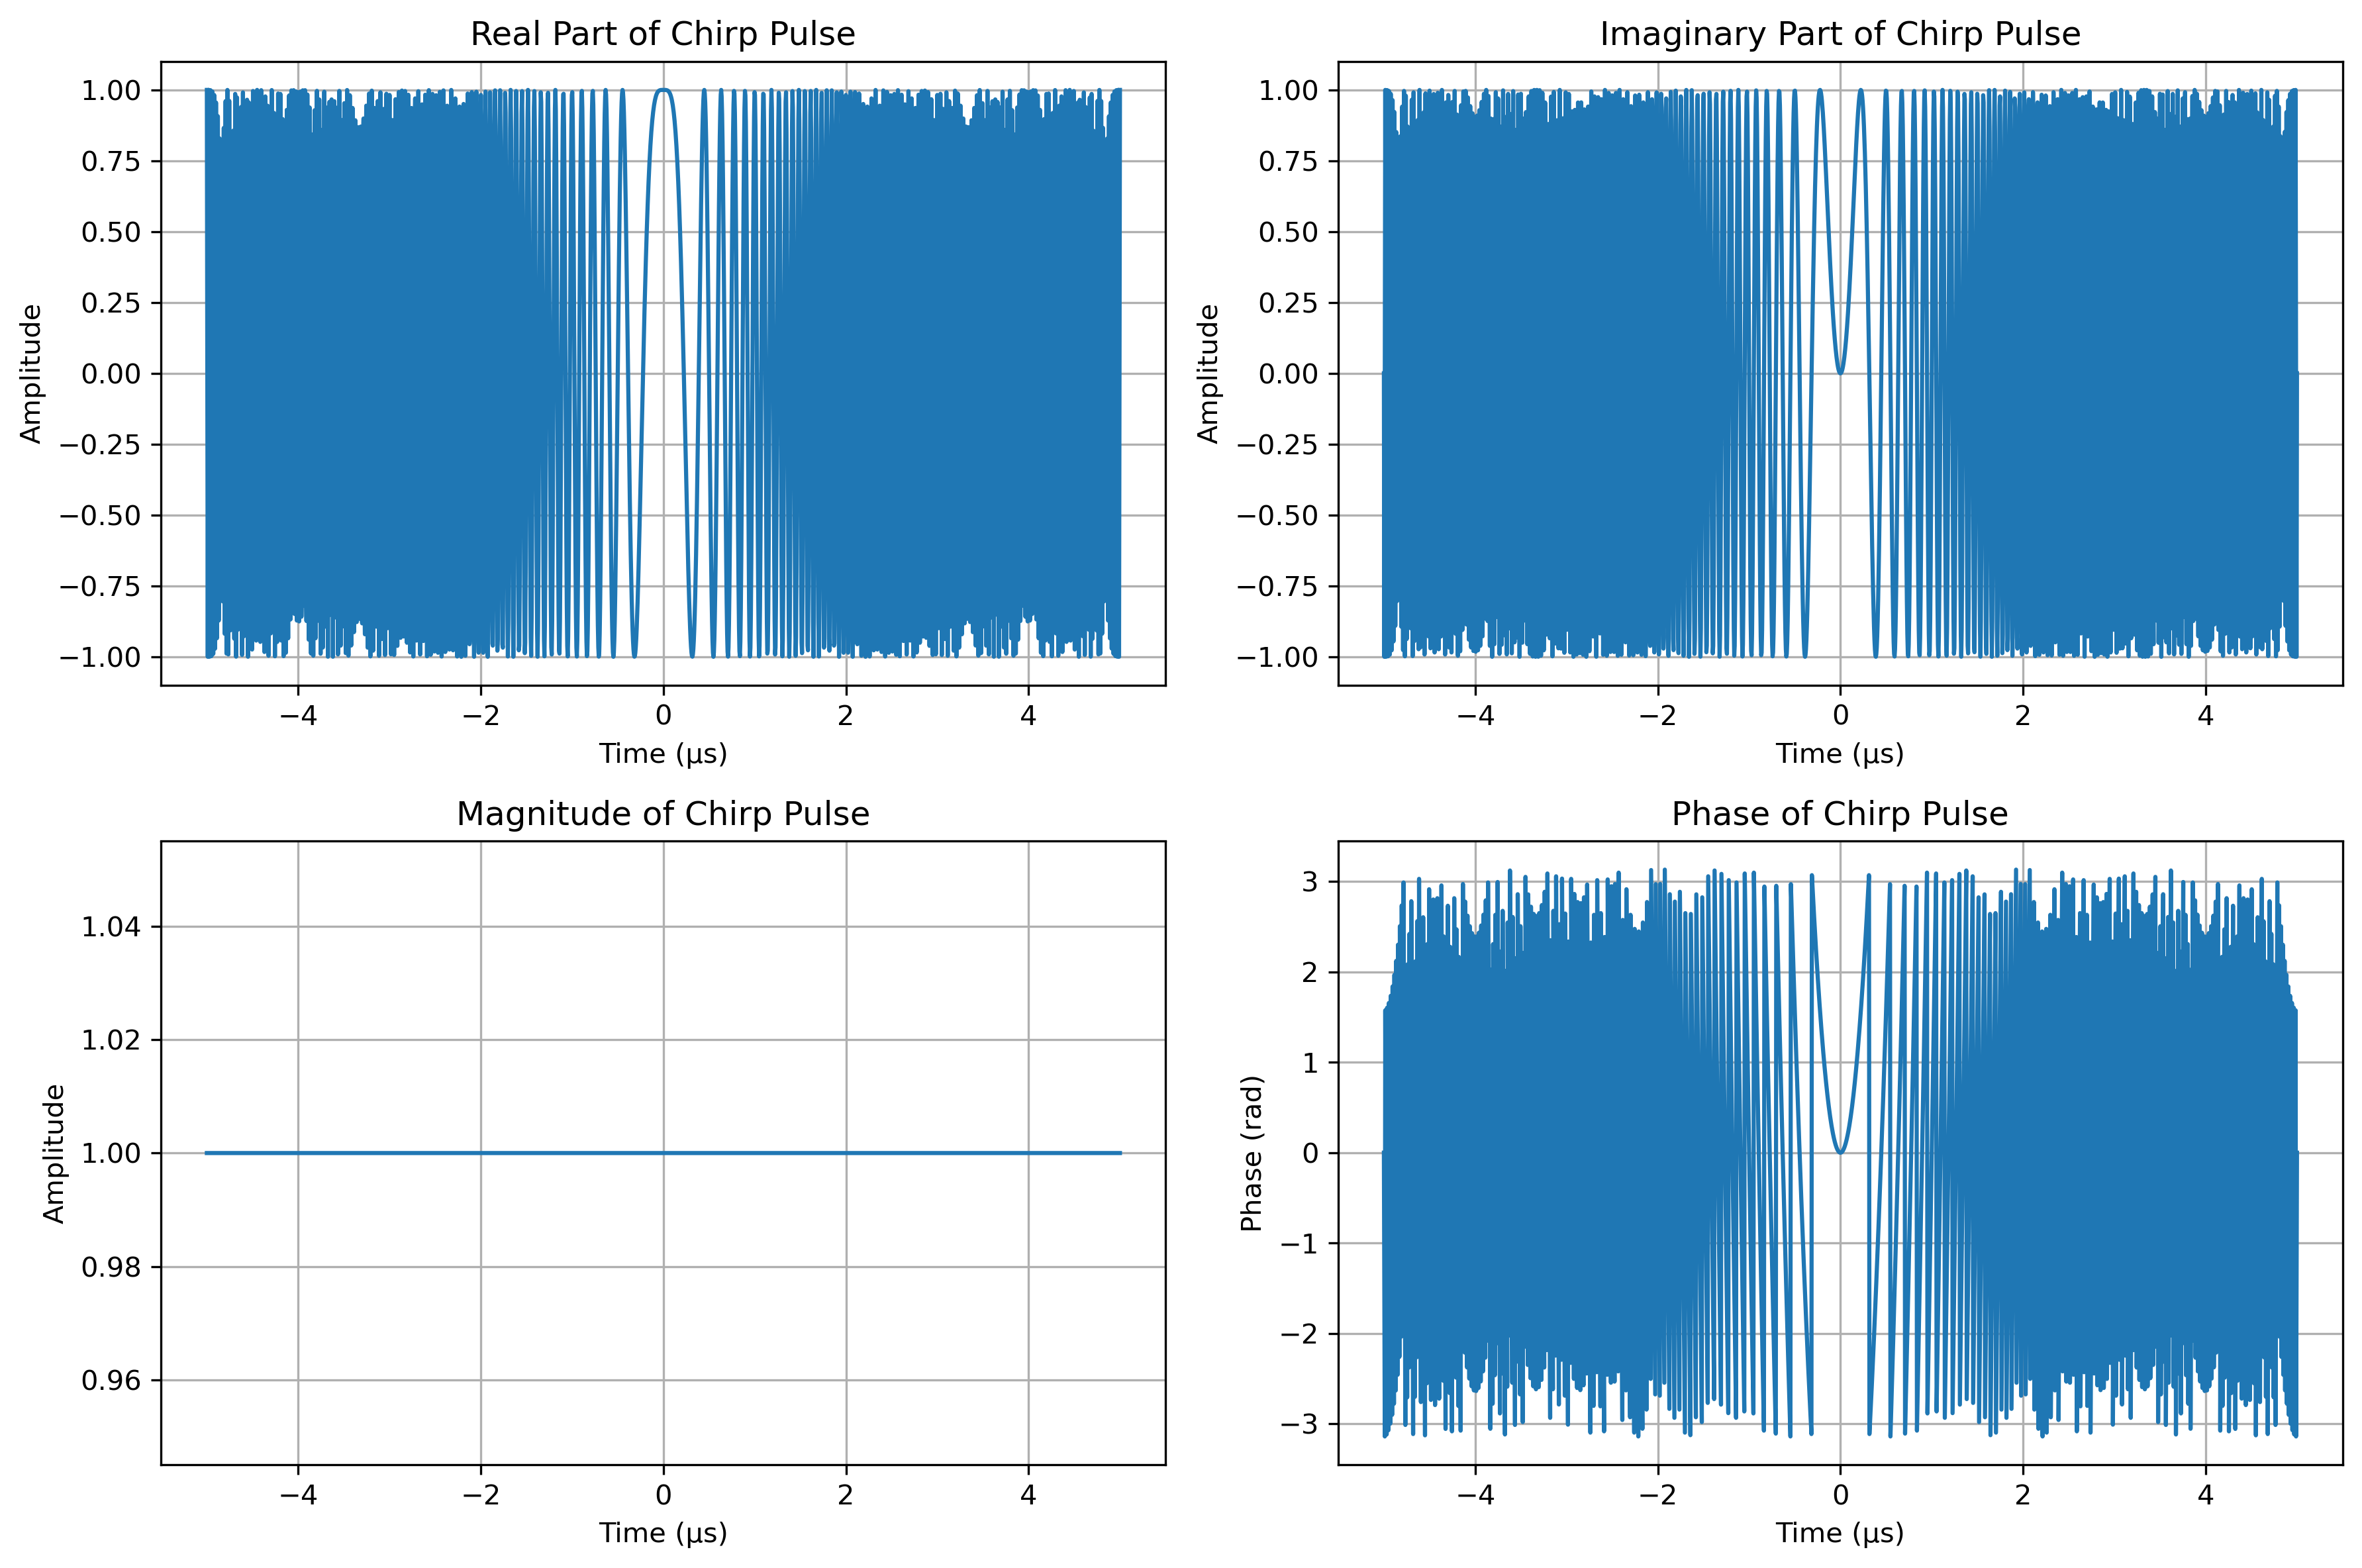 Real Part of Chirp Pulse
1.00
0.75
0.50
0.25
0.00
−0.25
−0.50
−0.75
−1.00
Amplitude
−4 −2 0 2 4
Time (μs)
Imaginary Part of Chirp Pulse
1.00
0.75
0.50
0.25
0.00
−0.25
−0.50
−0.75
−1.00
Amplitude
−4 −2 0 2 4
Time (μs)
Magnitude of Chirp Pulse
1.04
1.02
1.00
0.98
0.96
Amplitude
−4 −2 0 2 4
Time (μs)
Phase of Chirp Pulse
3
2
1
0
−1
−2
−3
Phase (rad)
−4 −2 0 2 4
Time (μs)